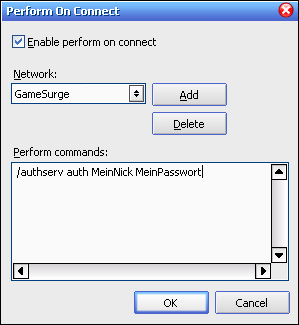 Perform On Connect
Enable perform on connect
Network:
GameSurge
Add
Delete
Perform commands:
/authserv auth MeinNick MeinPasswort
OK
Cancel